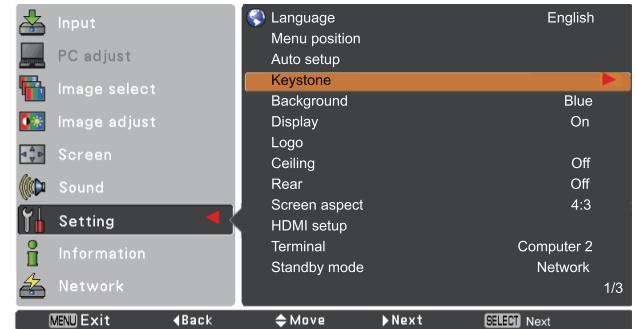 Input
PC adjust
Image select
Image adjust
Screen
Sound
Setting
Information
Network
Language English
Menu position
Auto setup
Keystone
Background Blue
Display On
Logo
Ceiling Off
Rear Off
Screen aspect 4:3
HDMI setup
Terminal Computer 2
Standby mode Network
1/3
MENU Exit Back Move Next SELECT Next